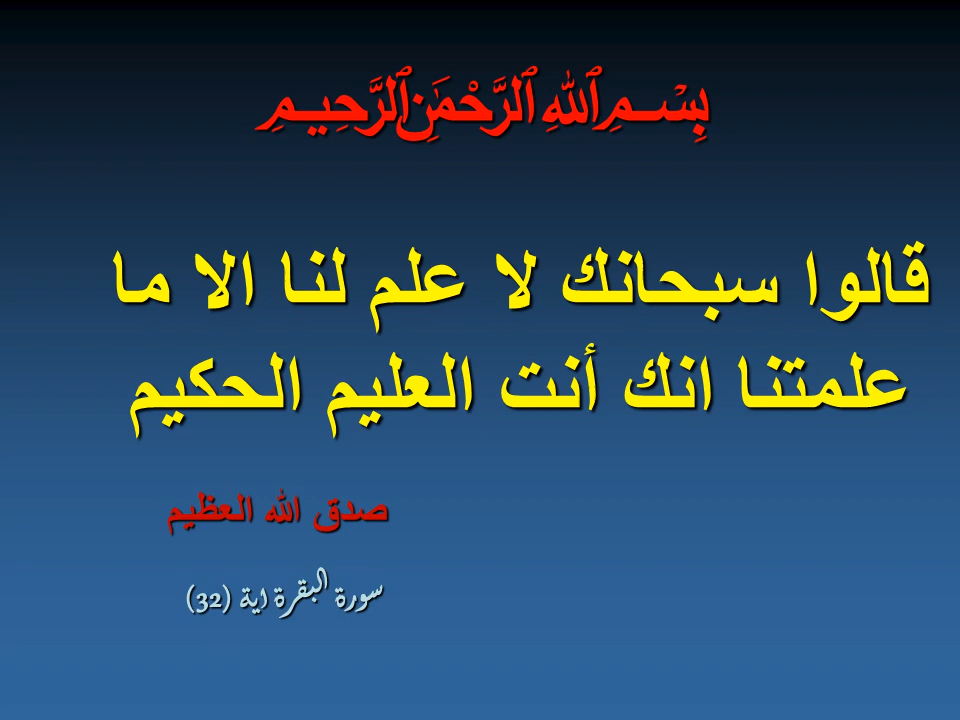 بِسْمِ ٱللَّهِ ٱلرَّحْمَٰنِ ٱلرَّحِيمِ
قالوا سبحانك لا علم لنا الا ما
علمتنا انك أنت العليم الحكيم
صدق الله العظيم
سورة البقرة اية (32)